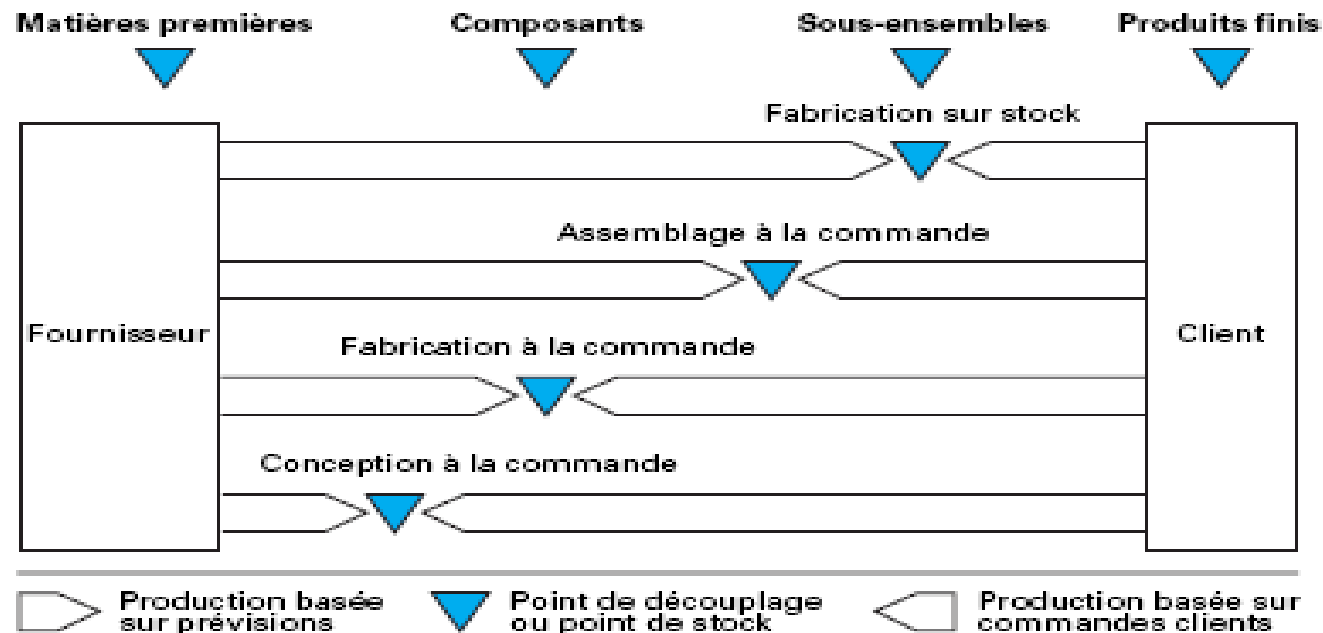 Matières premières Composants Sous-ensembles Produits finis
Fabrication sur stock
Assemblage à la commande
Fournisseur
Client
Fabrication à la commande
Conception à la commande
Production basée
sur prévisions
Point de découplage
ou point de stock
Production basée sur
commandes clients